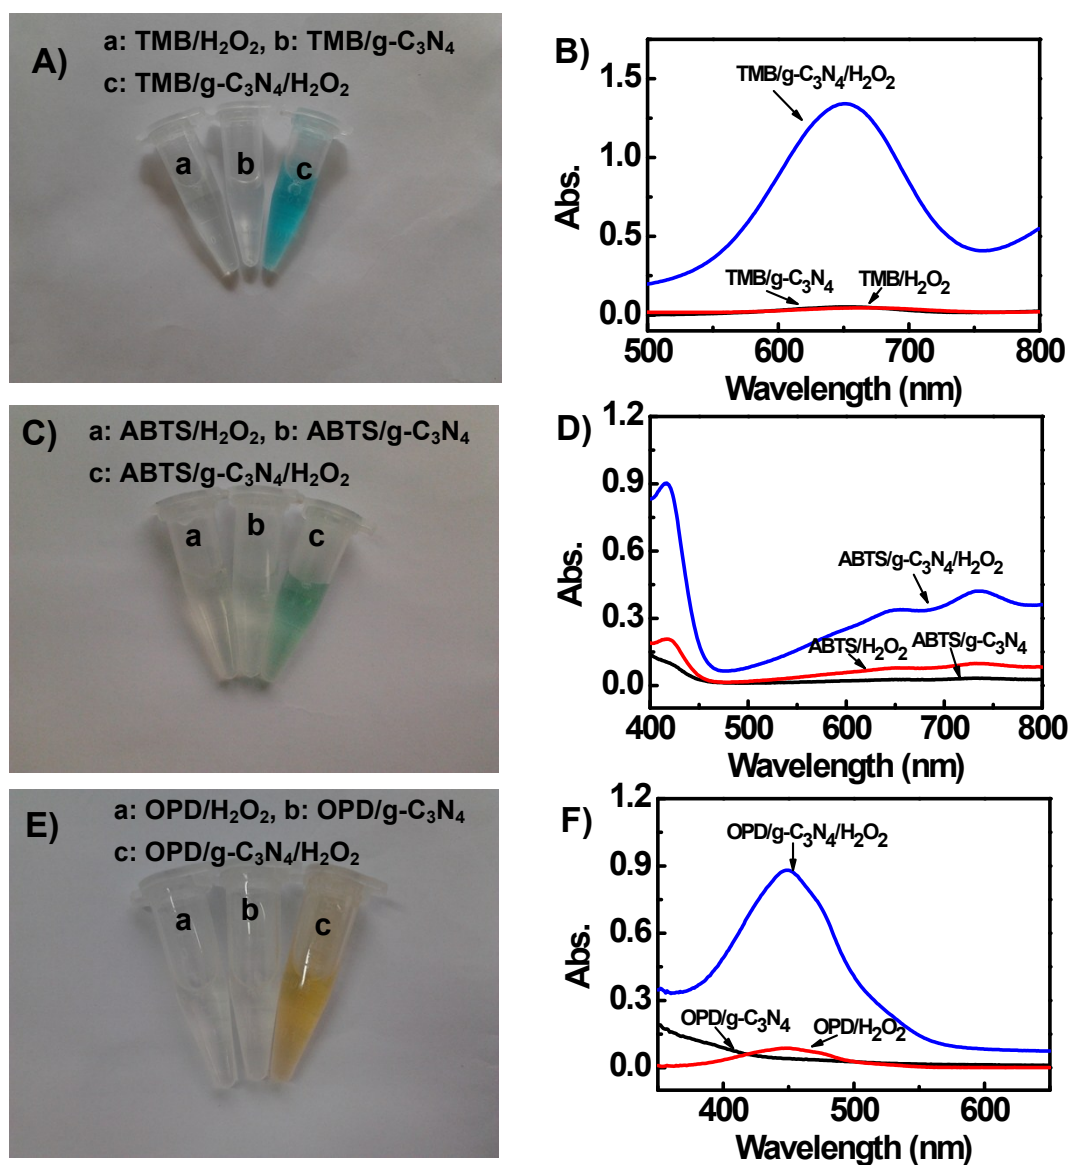 A)
a: TMB/H₂O₂, b: TMB/g-C₃N₄
c: TMB/g-C₃N₄/H₂O₂
a
b
c
B)
TMB/g-C₃N₄/H₂O₂
TMB/g-C₃N₄
TMB/H₂O₂
Abs.
1.5
1.0
0.5
0.0
500 600 700 800
Wavelength (nm)
C)
a: ABTS/H₂O₂, b: ABTS/g-C₃N₄
c: ABTS/g-C₃N₄/H₂O₂
a
b
c
D)
ABTS/g-C₃N₄/H₂O₂
ABTS/H₂O₂
ABTS/g-C₃N₄
Abs.
1.2
0.9
0.6
0.3
0.0
400 500 600 700 800
Wavelength (nm)
E)
a: OPD/H₂O₂, b: OPD/g-C₃N₄
c: OPD/g-C₃N₄/H₂O₂
a
b
c
F)
OPD/g-C₃N₄/H₂O₂
OPD/g-C₃N₄
OPD/H₂O₂
Abs.
1.2
0.9
0.6
0.3
0.0
400 500 600
Wavelength (nm)